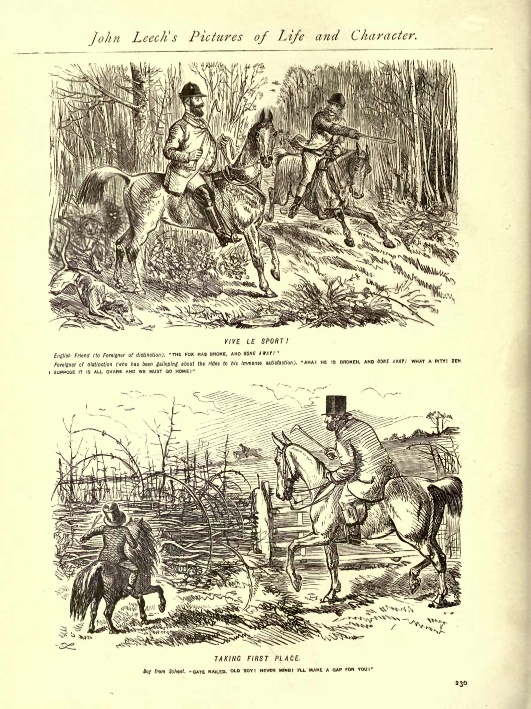 John Leech's Pictures of Life and Character.
VIVE LE SPORT!
English Friend (to Foreigner of distinction). "THE FOX HAS BROKE, AND GONE AWAY!"
Foreigner of distinction (who has been galloping about the rides to his immense satisfaction). "AHA! HE IS BROKEN, AND GONE AWAY! WHAT A PITY! ZEN
I SUPPOSE IT IS ALL OVARE AND WE MUST GO HOME!"
TAKING FIRST PLACE.
Boy from School. "GATE NAILED, OLD BOY! NEVER MIND! I'LL MAKE A GAP FOR YOU!"
230